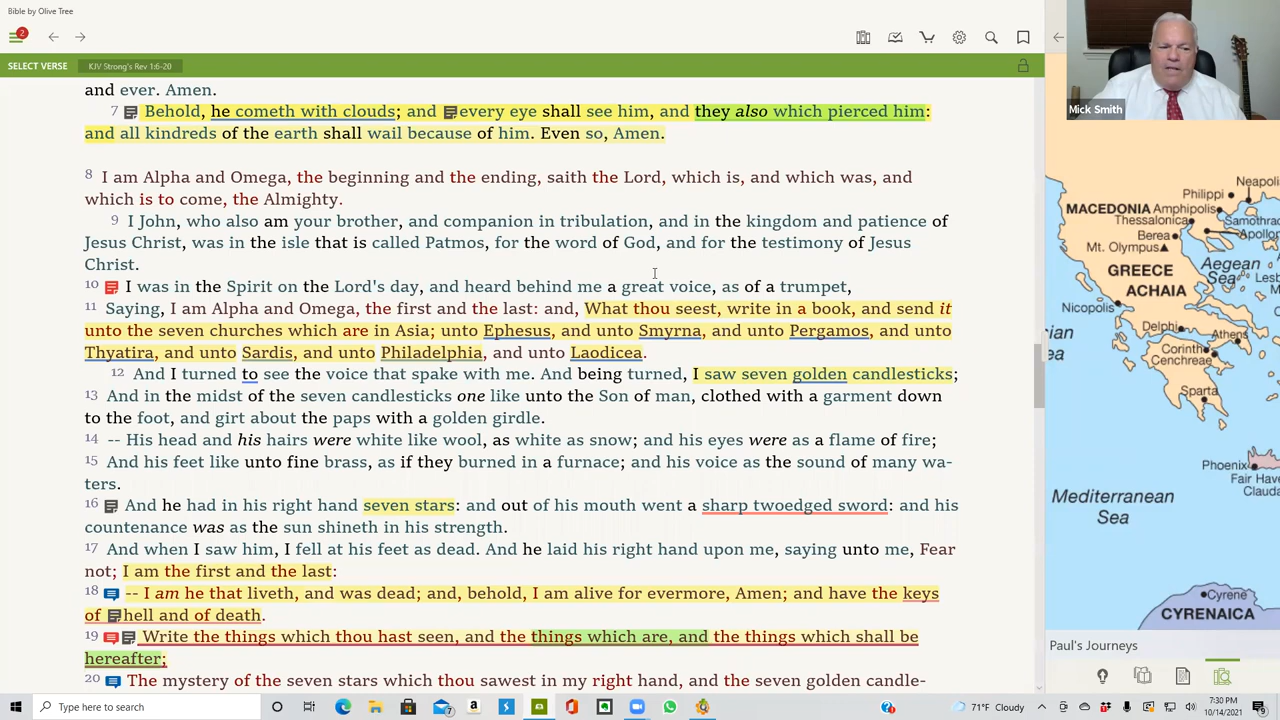 Bible by Olive Tree
2
SELECT VERSE
KJV Strong's Rev 1:6-20
and ever. Amen.
7 Behold, he cometh with clouds; and every eye shall see him, and they also which pierced him:
and all kindreds of the earth shall wail because of him. Even so, Amen.
8 I am Alpha and Omega, the beginning and the ending, saith the Lord, which is, and which was, and
which is to come, the Almighty.
9 I John, who also am your brother, and companion in tribulation, and in the kingdom and patience of
Jesus Christ, was in the isle that is called Patmos, for the word of God, and for the testimony of Jesus
Christ.
10 I was in the Spirit on the Lord's day, and heard behind me a great voice, as of a trumpet,
11 Saying, I am Alpha and Omega, the first and the last: and, What thou seest, write in a book, and send it
unto the seven churches which are in Asia; unto Ephesus, and unto Smyrna, and unto Pergamos, and unto
Thyatira, and unto Sardis, and unto Philadelphia, and unto Laodicea.
12 And I turned to see the voice that spake with me. And being turned, I saw seven golden candlesticks;
13 And in the midst of the seven candlesticks one like unto the Son of man, clothed with a garment down
to the foot, and girt about the paps with a golden girdle.
14 -- His head and his hairs were white like wool, as white as snow; and his eyes were as a flame of fire;
15 And his feet like unto fine brass, as if they burned in a furnace; and his voice as the sound of many wa-
ters.
16 And he had in his right hand seven stars: and out of his mouth went a sharp twoedged sword: and his
countenance was as the sun shineth in his strength.
17 And when I saw him, I fell at his feet as dead. And he laid his right hand upon me, saying unto me, Fear
not; I am the first and the last:
18 -- I am he that liveth, and was dead; and, behold, I am alive for evermore, Amen; and have the keys
of hell and of death.
19 Write the things which thou hast seen, and the things which are, and the things which shall be
hereafter;
20 The mystery of the seven stars which thou sawest in my right hand, and the seven golden candle-
Mick Smith
Neapoli
Philippi
MACEDONIA
Amphipolis
Thessalonica
Samothrac
Berea
Apollon
Mt. Olympus
Aegean
Sea
GREECE
ACHAIA
Nicopolis
ian
ea
Delphi
Athens
Corinth
Cenchreae
Sparta
Phoenix
Fair Have
Clauda
Mediterranean
Sea
Cyrene
CYRENAICA
Paul's Journeys
Type here to search
7
a
71°F Cloudy
7:30 PM
10/14/2021